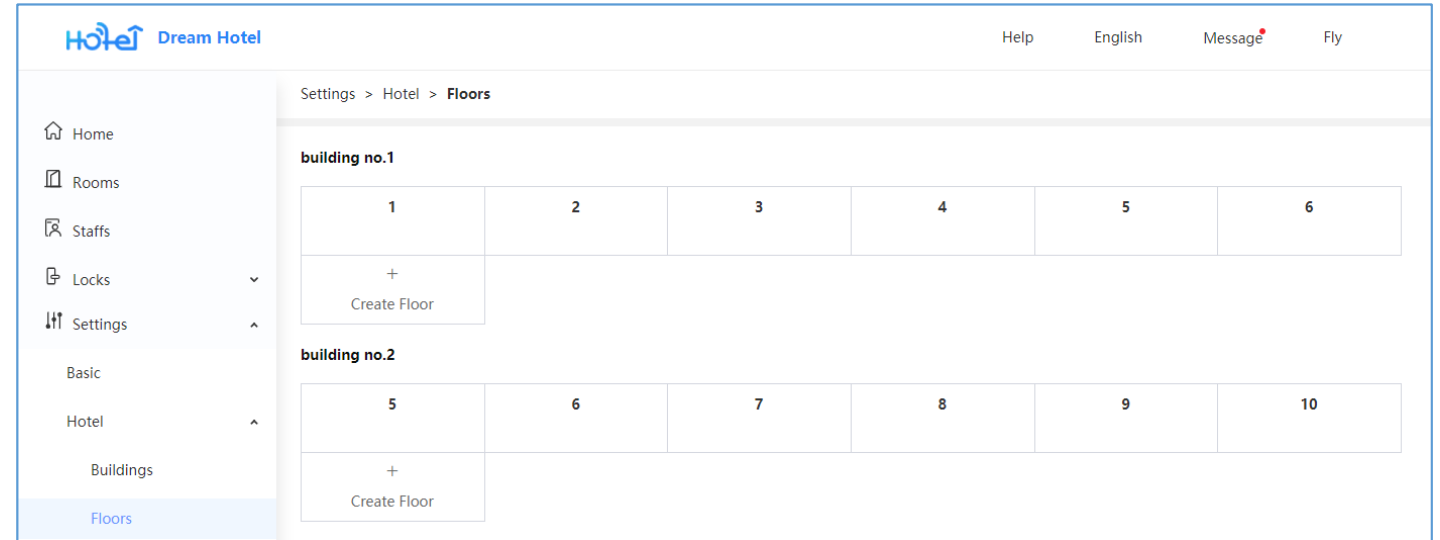 Hotel Dream Hotel Help English Message Fly
Settings > Hotel > Floors
Home
Rooms
Staffs
Locks
Settings
Basic
Hotel
Buildings
Floors
building no.1
1 2 3 4 5 6
+
Create Floor
building no.2
5 6 7 8 9 10
+
Create Floor